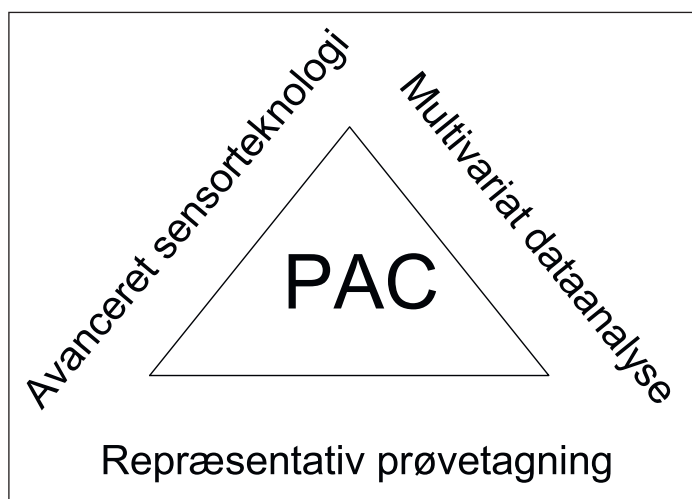 Avanceret sensorteknologi
Multivariat dataanalyse
PAC
Repræsentativ prøvetagning